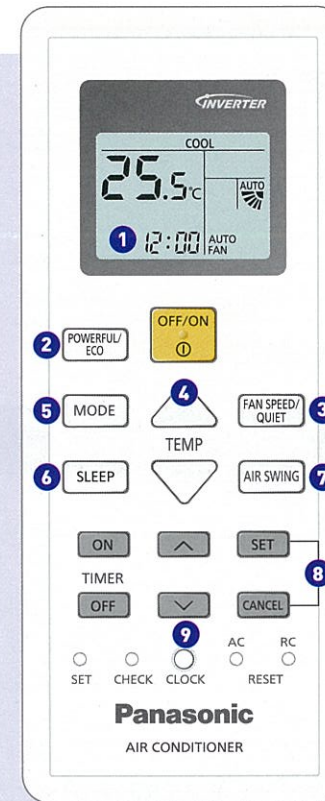 INVERTER
COOL
25.5°C
AUTO
1 12:00 AUTO
FAN
OFF/ON
2 POWERFUL/
ECO
4
5 MODE
FAN SPEED/
QUIET 3
TEMP
6 SLEEP
AIR SWING 7
ON
SET
TIMER
8
OFF
CANCEL
9
AC RC
SET CHECK CLOCK RESET
Panasonic
AIR CONDITIONER